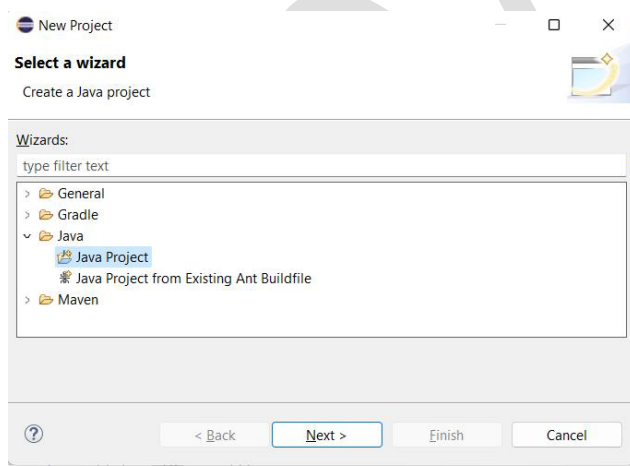 New Project
Select a wizard
Create a Java project
Wizards:
type filter text
General
Gradle
Java
Java Project
Java Project from Existing Ant Buildfile
Maven
?
< Back Next > Finish Cancel